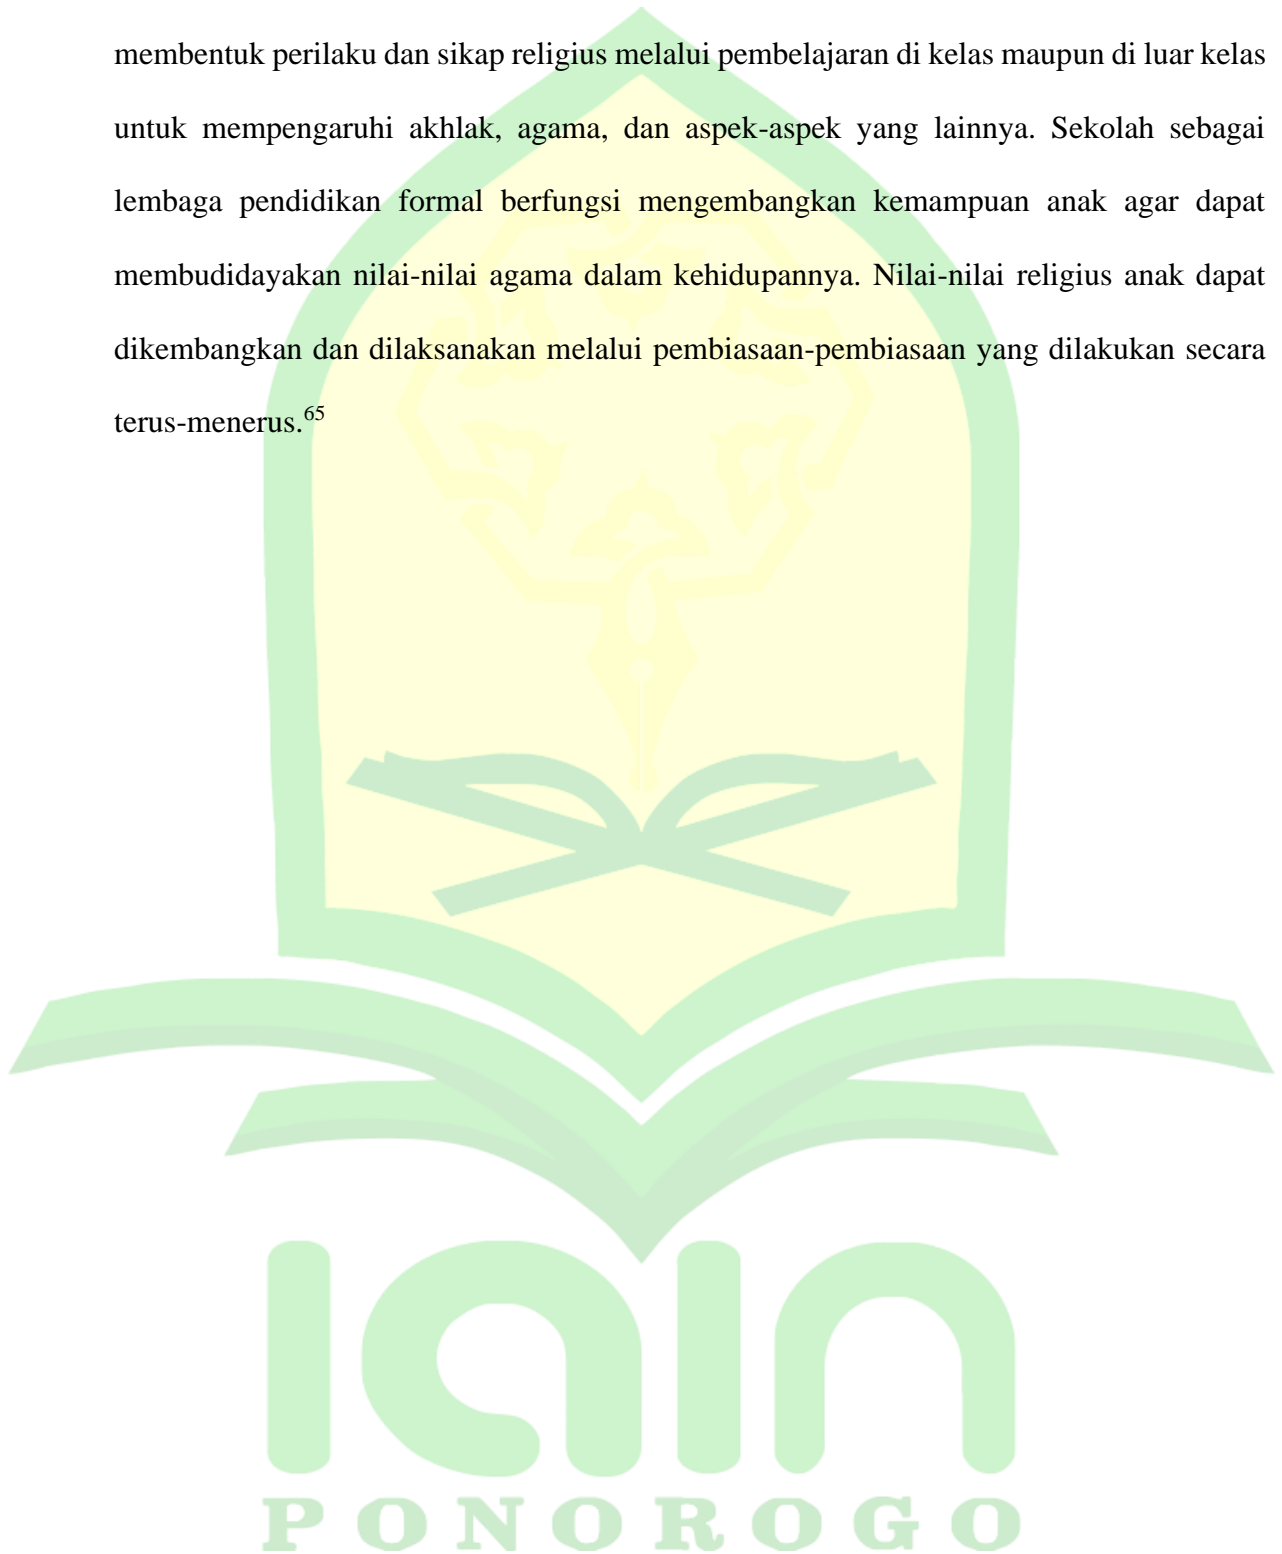 membentuk perilaku dan sikap religius melalui pembelajaran di kelas maupun di luar kelas
untuk mempengaruhi akhlak, agama, dan aspek-aspek yang lainnya. Sekolah sebagai
lembaga pendidikan formal berfungsi mengembangkan kemampuan anak agar dapat
membudidayakan nilai-nilai agama dalam kehidupannya. Nilai-nilai religius anak dapat
dikembangkan dan dilaksanakan melalui pembiasaan-pembiasaan yang dilakukan secara
terus-menerus.65
IAIN
PONOROGO